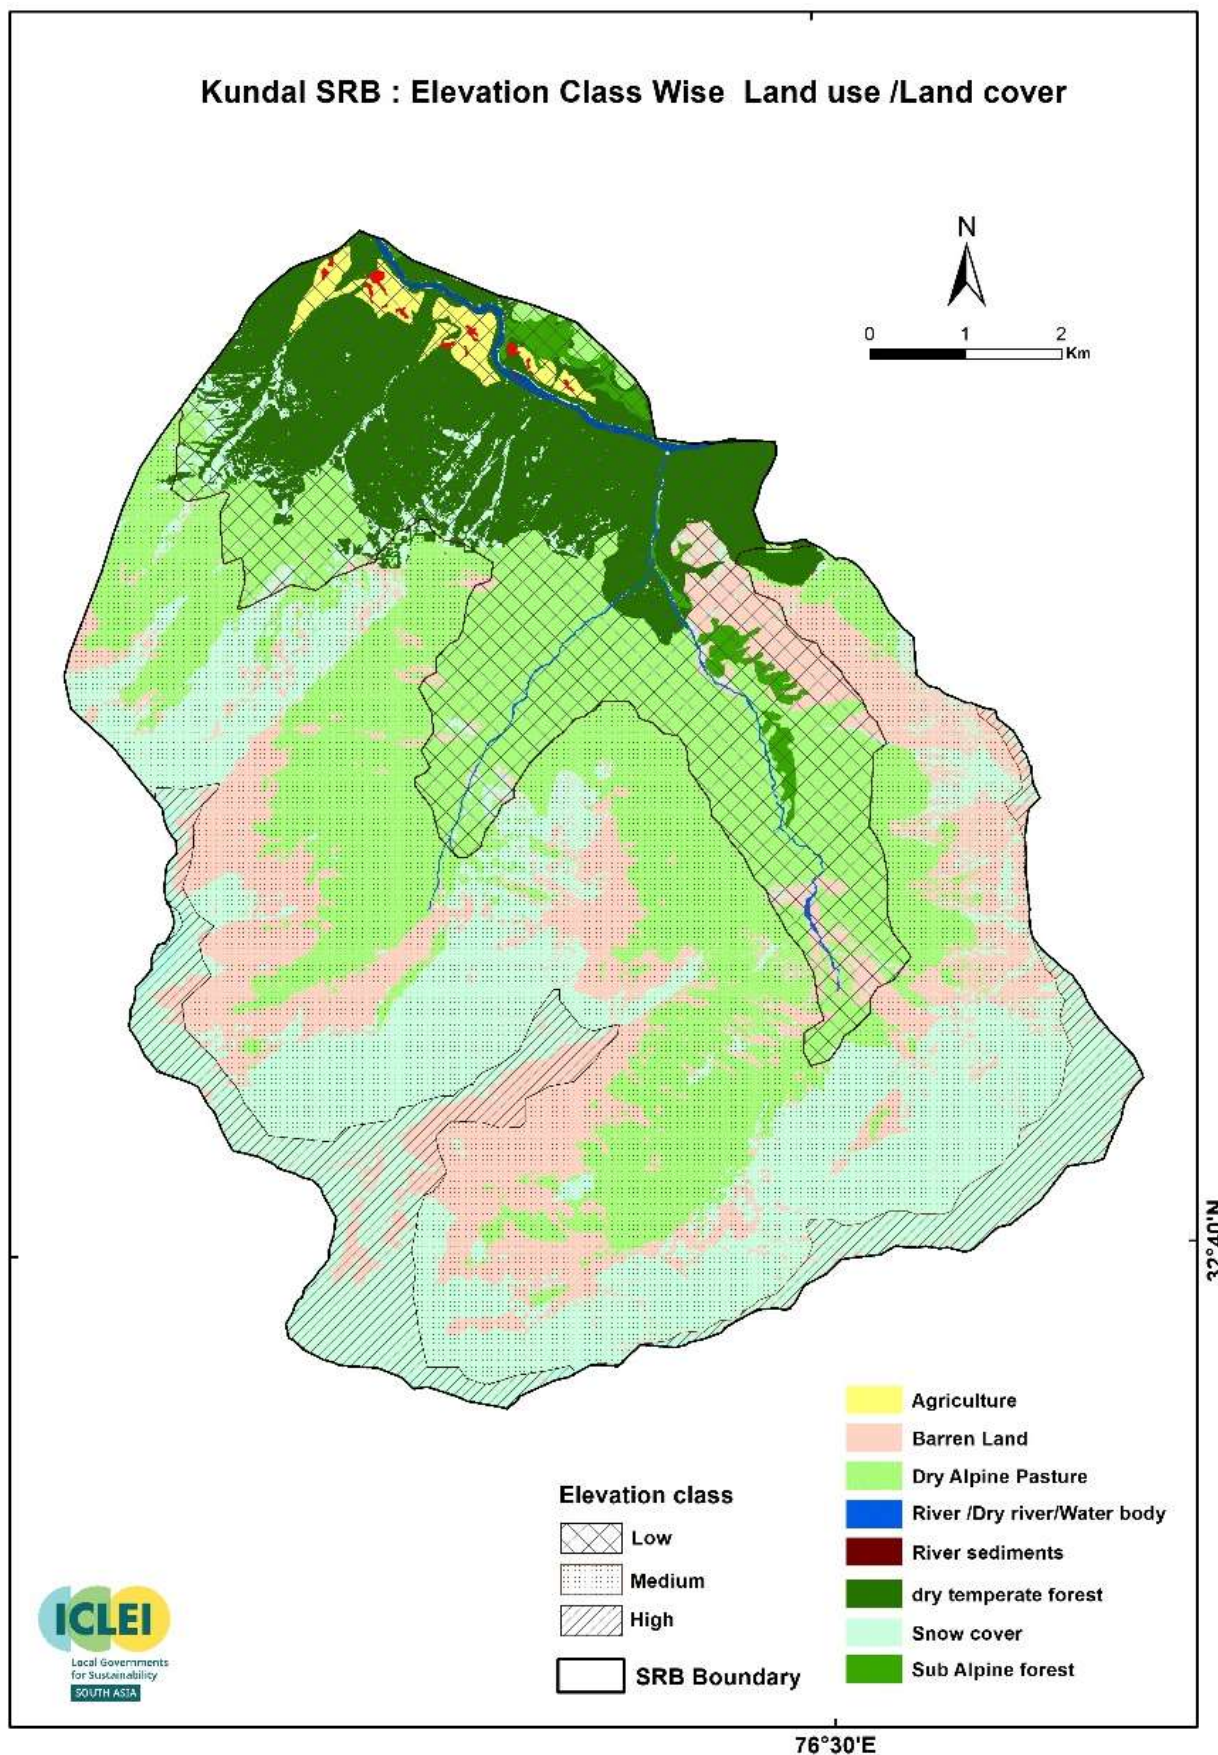 Kundal SRB : Elevation Class Wise Land use /Land cover
N
0 1 2
Km
32°40'N
Agriculture
Barren Land
Dry Alpine Pasture
River /Dry river/Water body
River sediments
dry temperate forest
Snow cover
Sub Alpine forest
Elevation class
Low
Medium
High
SRB Boundary
ICLEI
Local Governments
for Sustainability
SOUTH ASIA
76°30'E